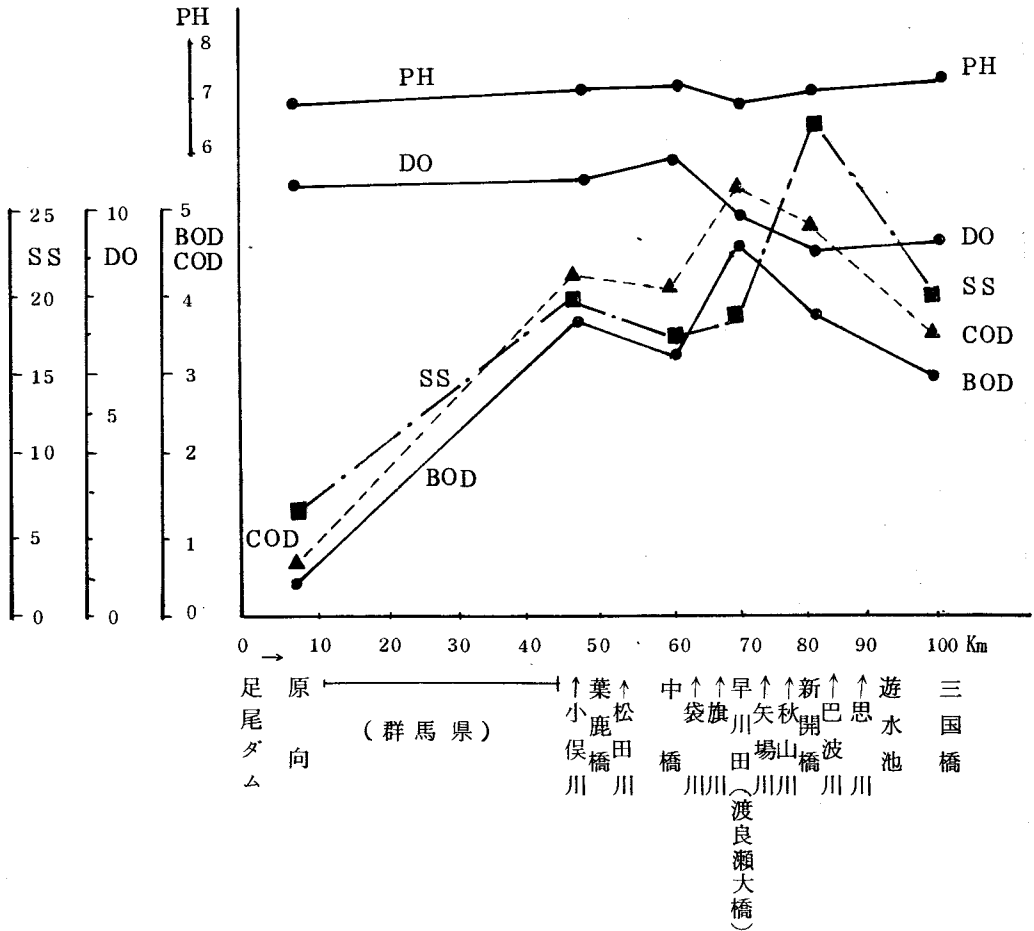 PH
8
7
6
PH
PH
DO
DO
25
20
15
10
5
0
SS
10
5
0
DO
5
4
3
2
1
0
BOD
COD
SS
SS
COD
COD
BOD
BOD
0
→
10
20
30
40
50
60
70
80
90
100
Km
足尾ダム
原向
(群馬県)
↑小俣川
葉鹿橋
↑松田川
中橋
↑袋川
↑旗川
早川田(渡良瀬大橋)
↑矢場川
↑秋山川
新開橋
↑巴波川
↑思川
遊水池
三国橋